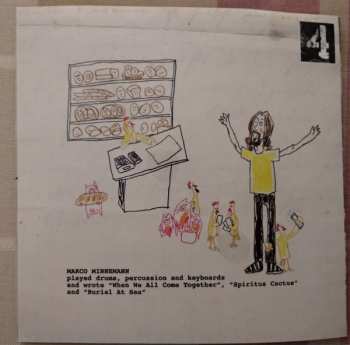 4
MARCO MINNEMANN
played drums, percussion and keyboards
and wrote "When We All Come Together", "Spiritus Cactus"
and "Burial At Sea"